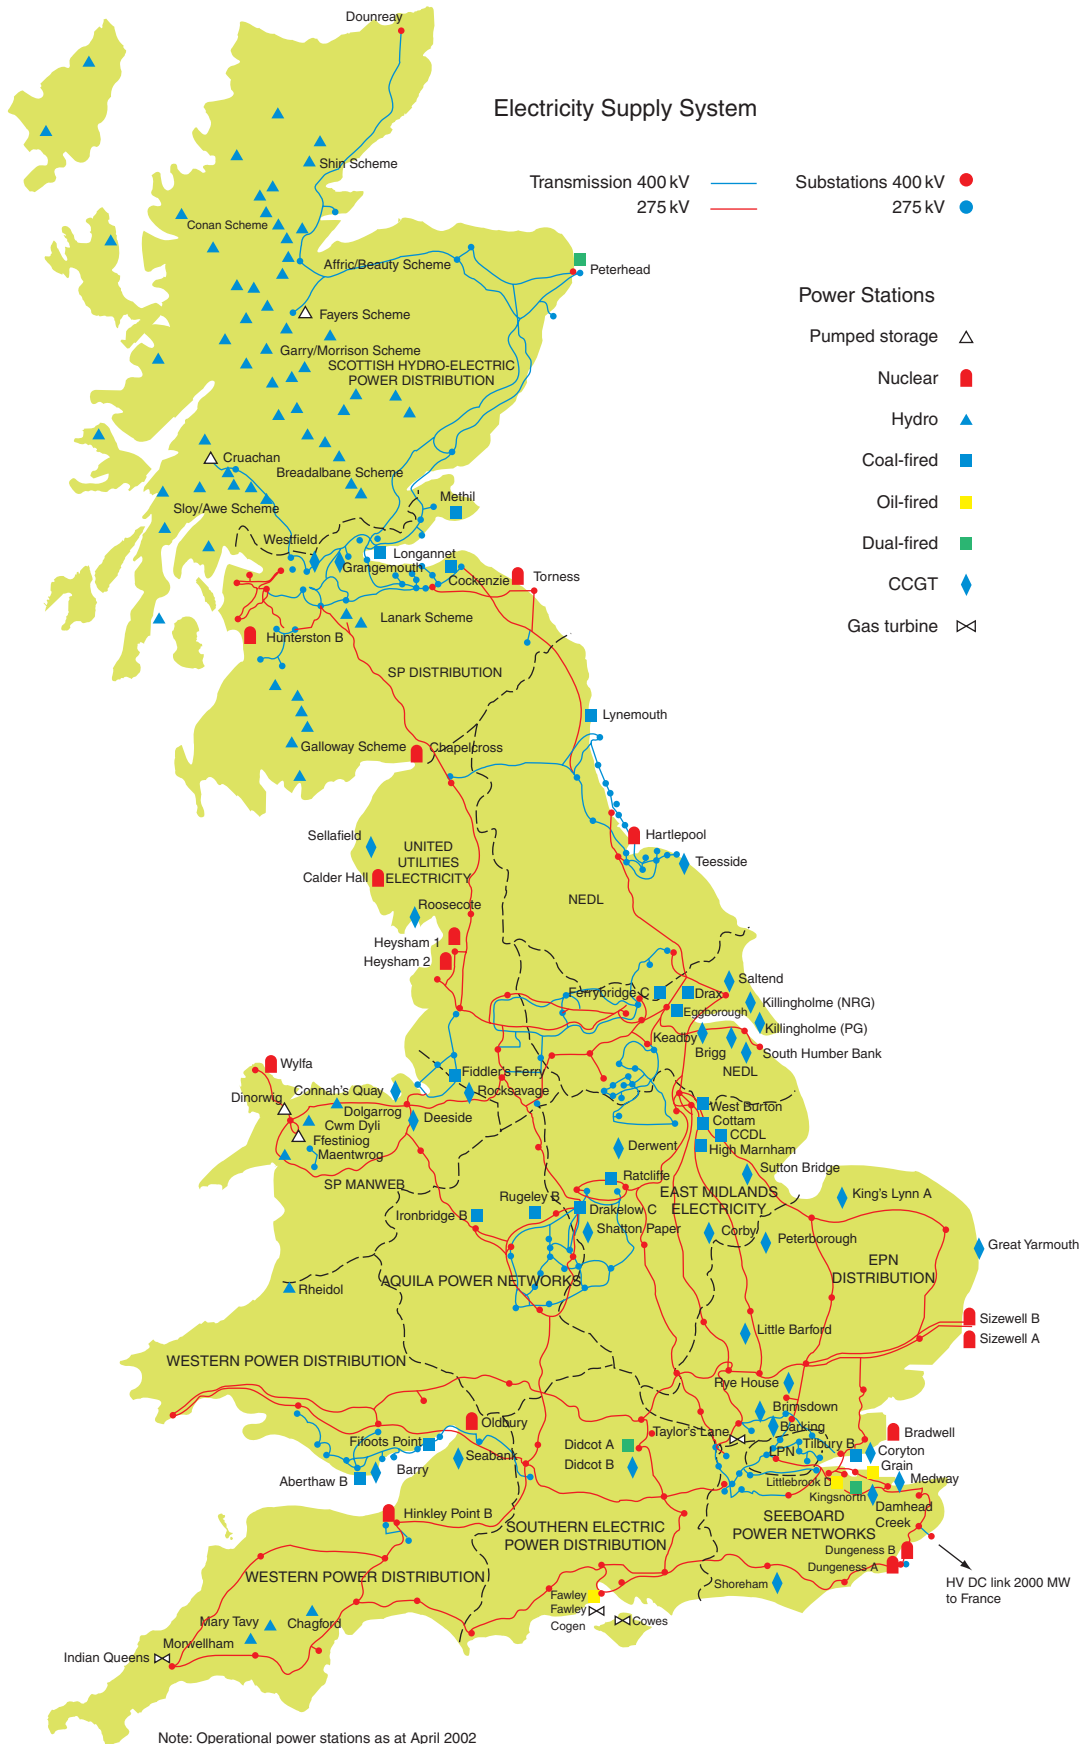 Dounreay
Electricity Supply System
Transmission 400 kV
275 kV
Substations 400 kV
275 kV
Power Stations
Pumped storage
Nuclear
Hydro
Coal-fired
Oil-fired
Dual-fired
CCGT
Gas turbine
Shin Scheme
Conan Scheme
Affric/Beauty Scheme
Peterhead
Fayers Scheme
Garry/Morrison Scheme
SCOTTISH HYDRO-ELECTRIC
POWER DISTRIBUTION
Cruachan
Breadalbane Scheme
Sloy/Awe Scheme
Methil
Westfield
Longannet
Grangemouth
Cockenzie
Torness
Lanark Scheme
Hunterston B
SP DISTRIBUTION
Lynemouth
Galloway Scheme
Chapelcross
Sellafield
UNITED
UTILITIES
ELECTRICITY
Calder Hall
Hartlepool
Teesside
Roosecote
NEDL
Heysham 1
Heysham 2
Ferrybridge C
Drax
Eggborough
Saltend
Killingholme (NRG)
Killingholme (PG)
Keadby
Brigg
South Humber Bank
NEDL
Wylfa
Dinorwig
Connah's Quay
Fiddler's Ferry
Rocksavage
Dolgarrog
Cwm Dyli
Deeside
Ffestiniog
Maentwrog
SP MANWEB
West Burton
Cottam
CCDL
High Marnham
Derwent
Sutton Bridge
Ratcliffe
Rugeley B
EAST MIDLANDS
ELECTRICITY
King's Lynn A
Ironbridge B
Drakelow C
Shatton Paper
Corby
Peterborough
Great Yarmouth
EPN
DISTRIBUTION
Rheidol
AQUILA POWER NETWORKS
Sizewell B
Sizewell A
Little Barford
WESTERN POWER DISTRIBUTION
Rye House
Brimsdown
Oldbury
Taylor's Lane
Barking
Bradwell
Fifoots Point
Didcot A
LPN
Tilbury B
Coryton
Seabank
Didcot B
Grain
Aberthaw B
Barry
Littlebrook D
Medway
Kingsnorth
Damhead
Creek
Hinkley Point B
SOUTHERN ELECTRIC
POWER DISTRIBUTION
SEEBOARD
POWER NETWORKS
Dungeness B
Dungeness A
WESTERN POWER DISTRIBUTION
Shoreham
HV DC link 2000 MW
to France
Fawley
Fawley
Cogen
Cowes
Mary Tavy
Chagford
Morwellham
Indian Queens
Note: Operational power stations as at April 2002